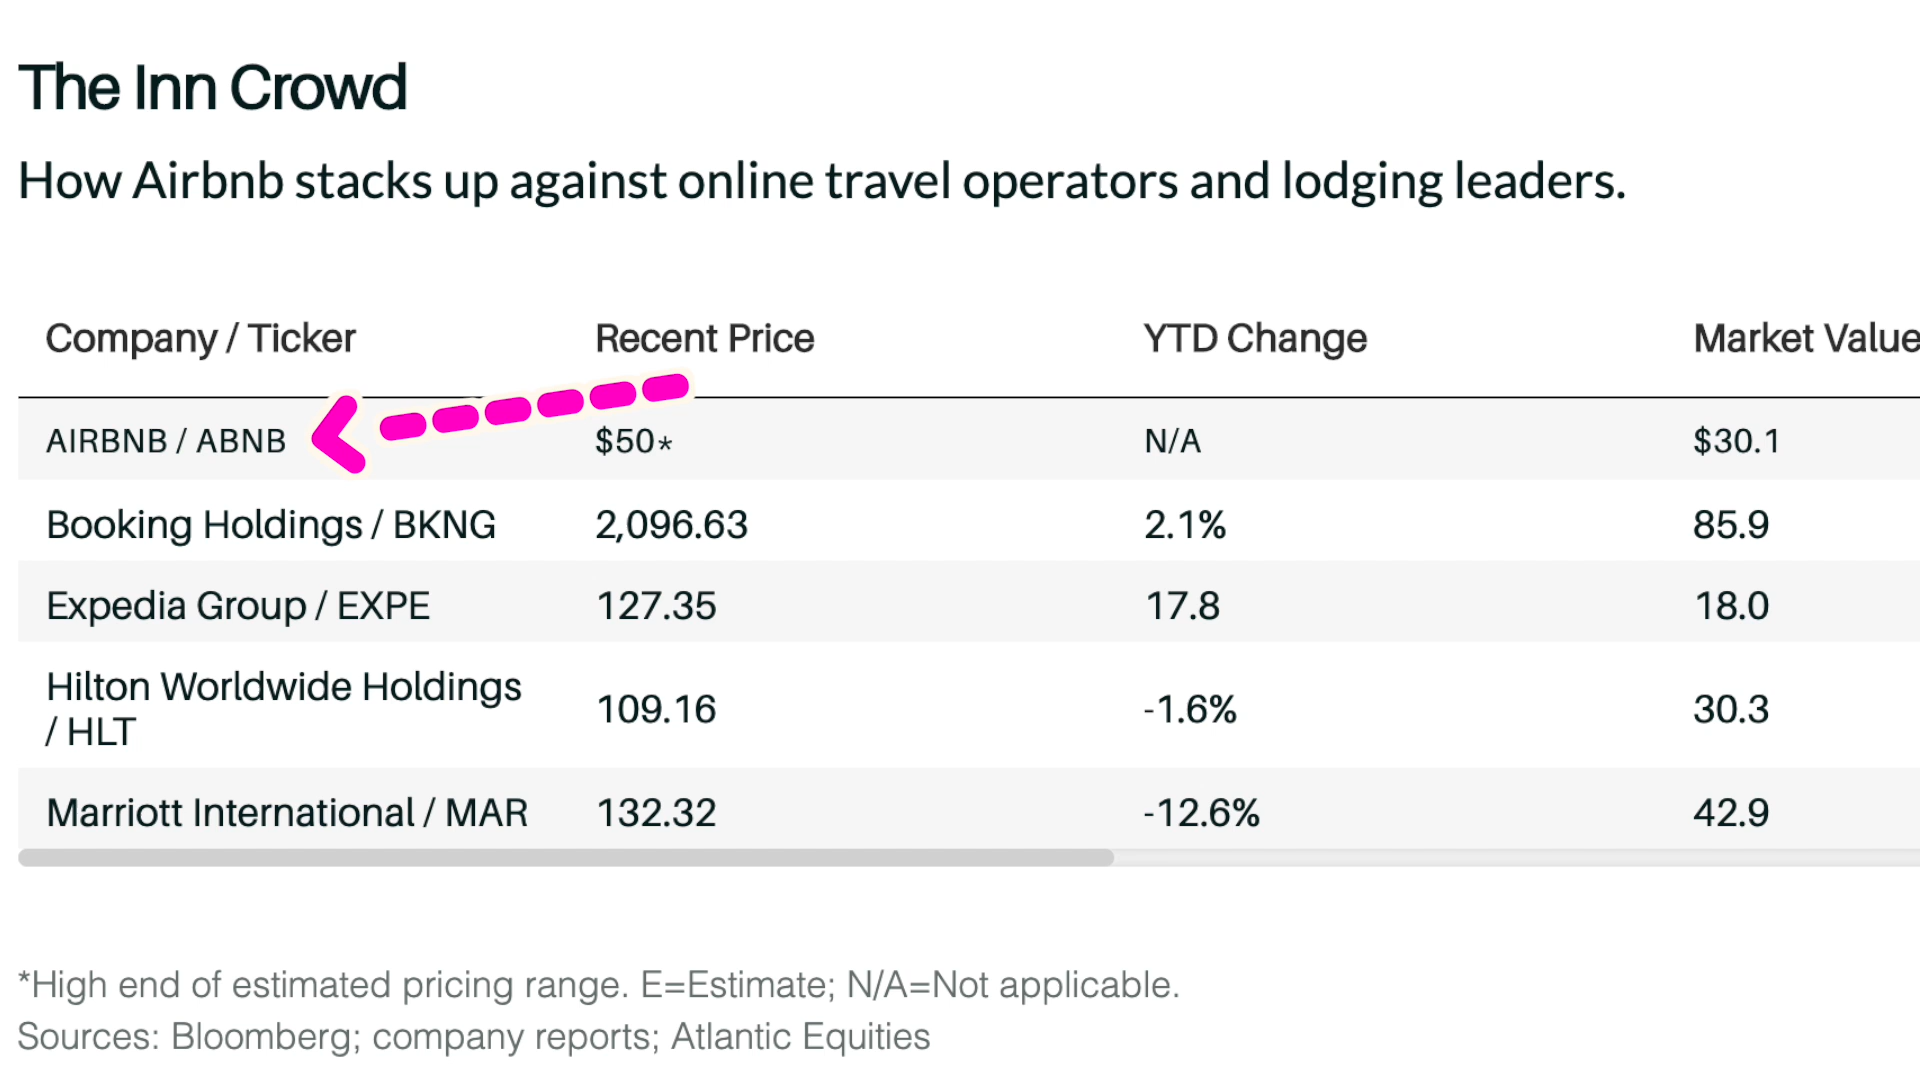 The Inn Crowd
How Airbnb stacks up against online travel operators and lodging leaders.
Company / Ticker Recent Price YTD Change Market Value
AIRBNB / ABNB $50* N/A $30.1
Booking Holdings / BKNG 2,096.63 2.1% 85.9
Expedia Group / EXPE 127.35 17.8 18.0
Hilton Worldwide Holdings
/ HLT 109.16 -1.6% 30.3
Marriott International / MAR 132.32 -12.6% 42.9
*High end of estimated pricing range. E=Estimate; N/A=Not applicable.
Sources: Bloomberg; company reports; Atlantic Equities